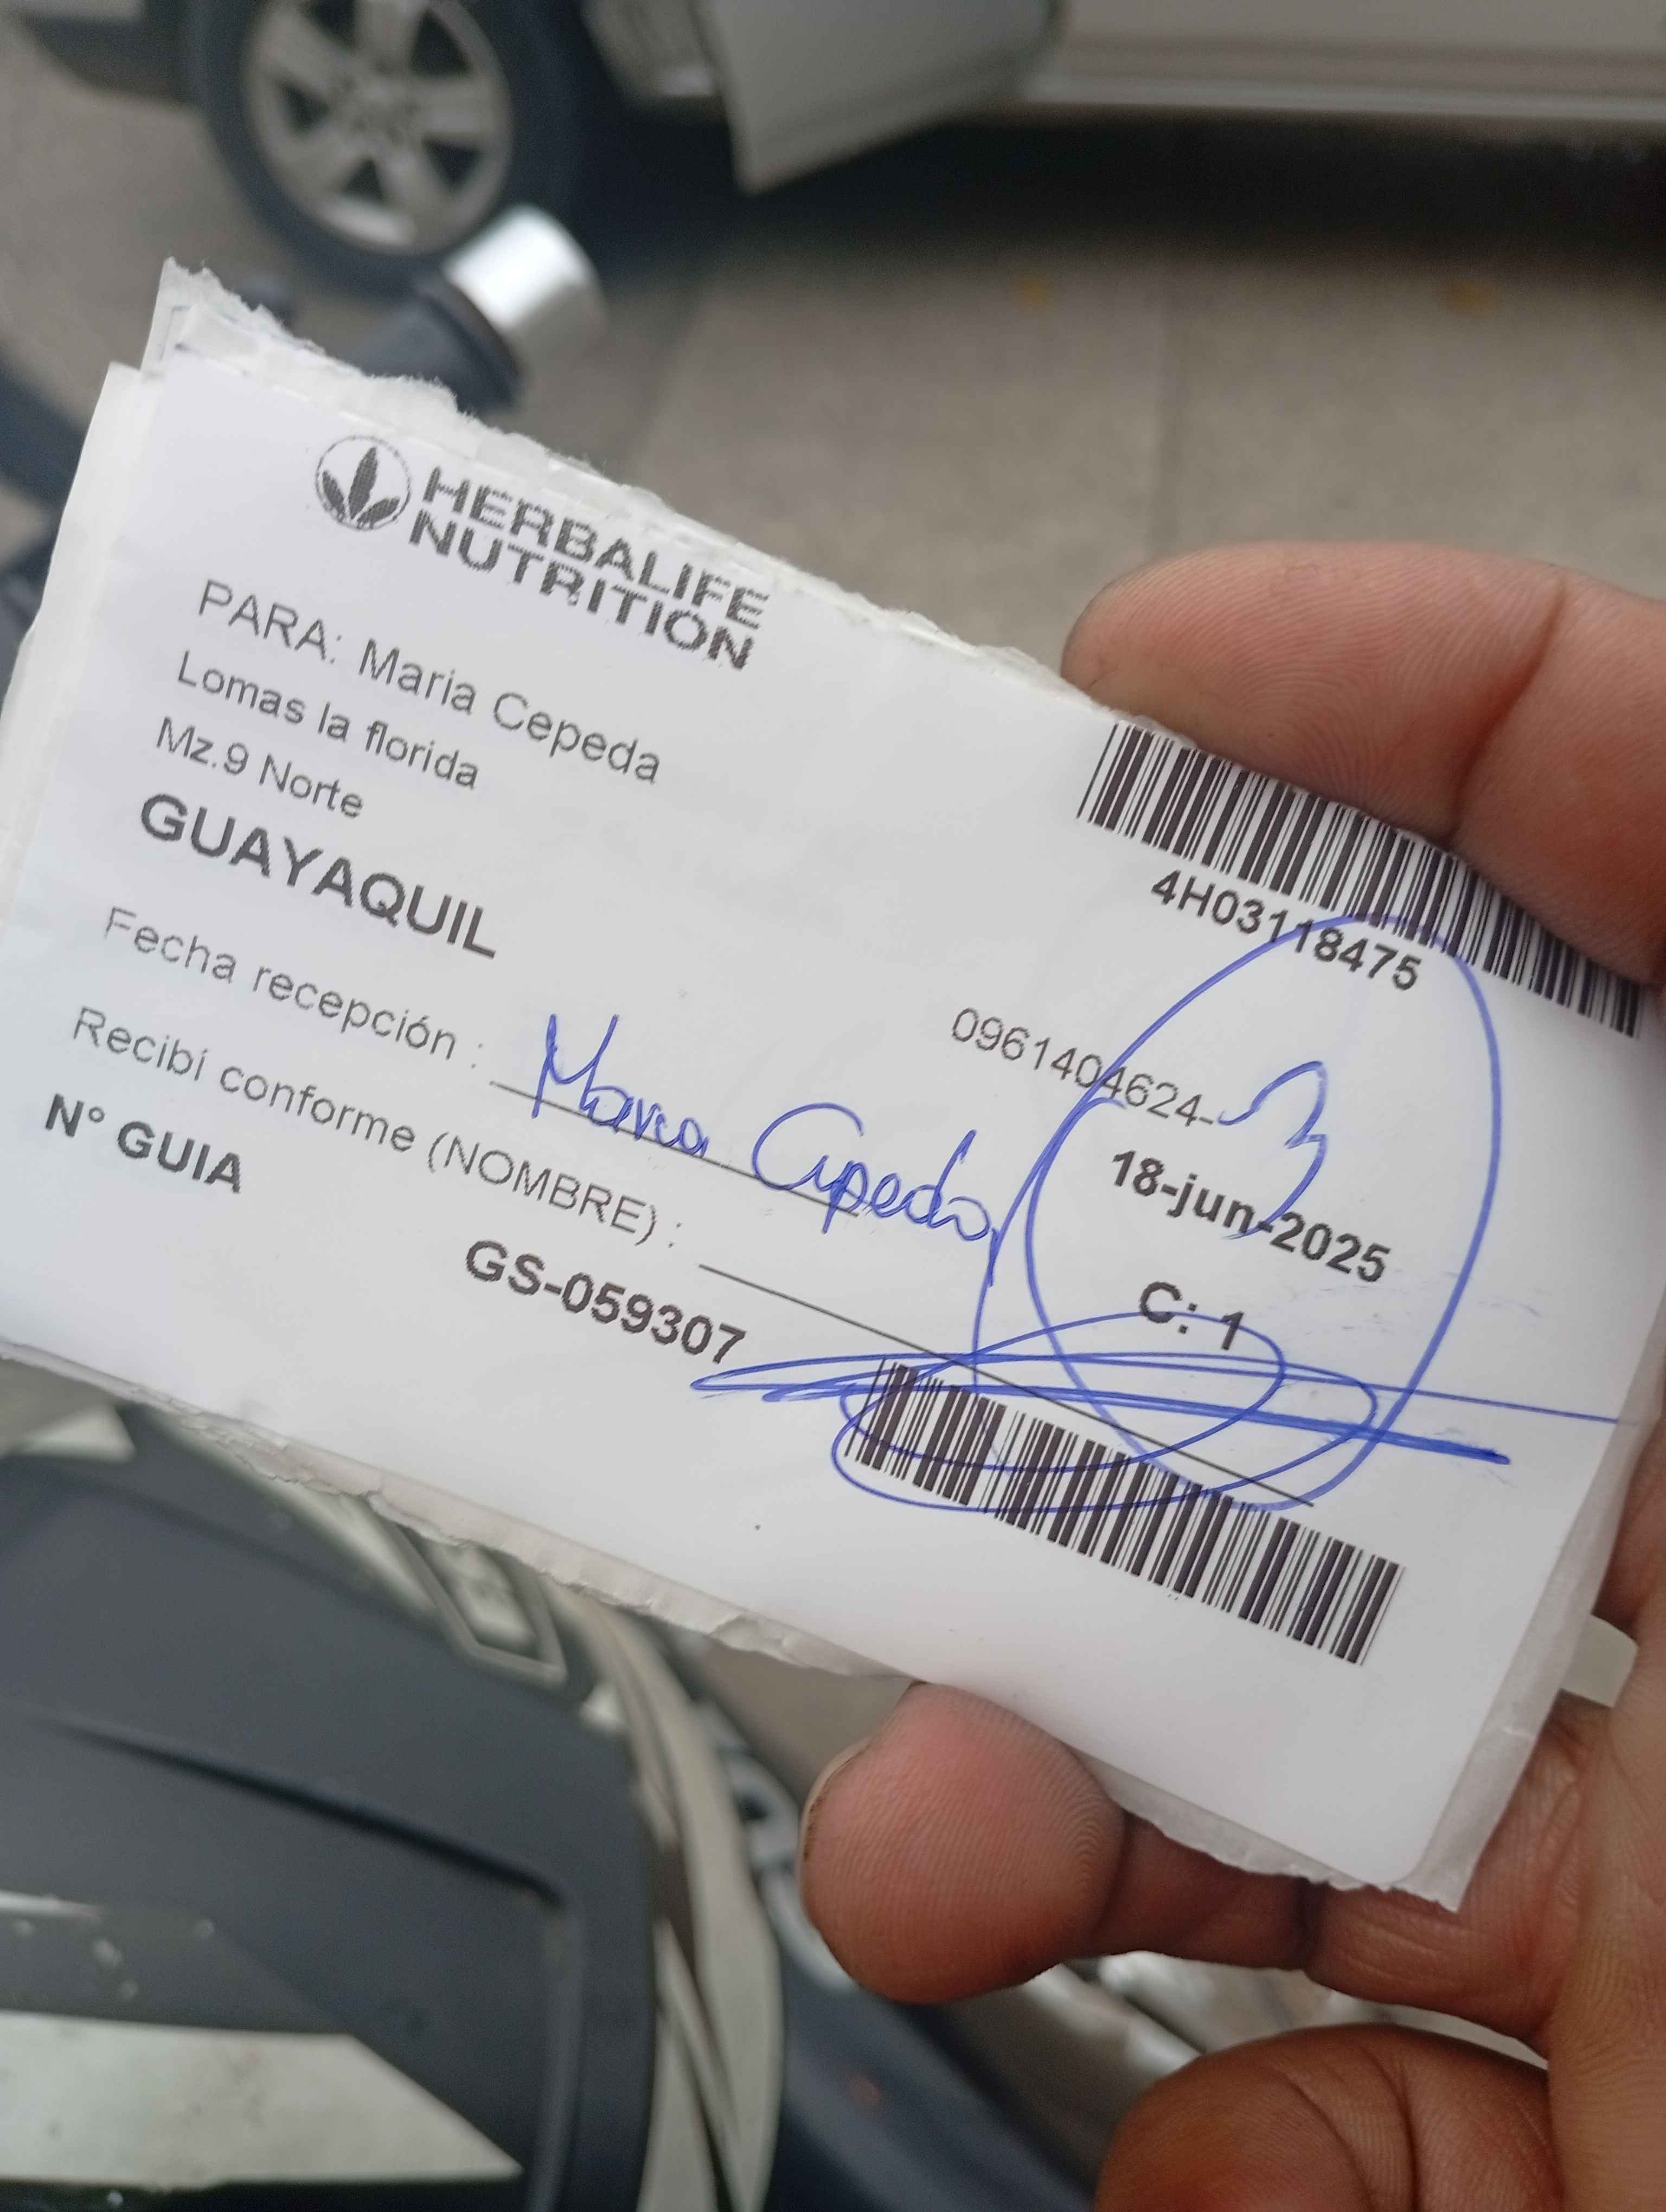 HERBALIFE
NUTRITION
PARA: Maria Cepeda
Lomas la florida
Mz.9 Norte
GUAYAQUIL
4H03118475
0961404624-
Fecha recepción : Maria Cepeda
18-jun-2025
Recibí conforme (NOMBRE) :
C: 1
N° GUIA
GS-059307